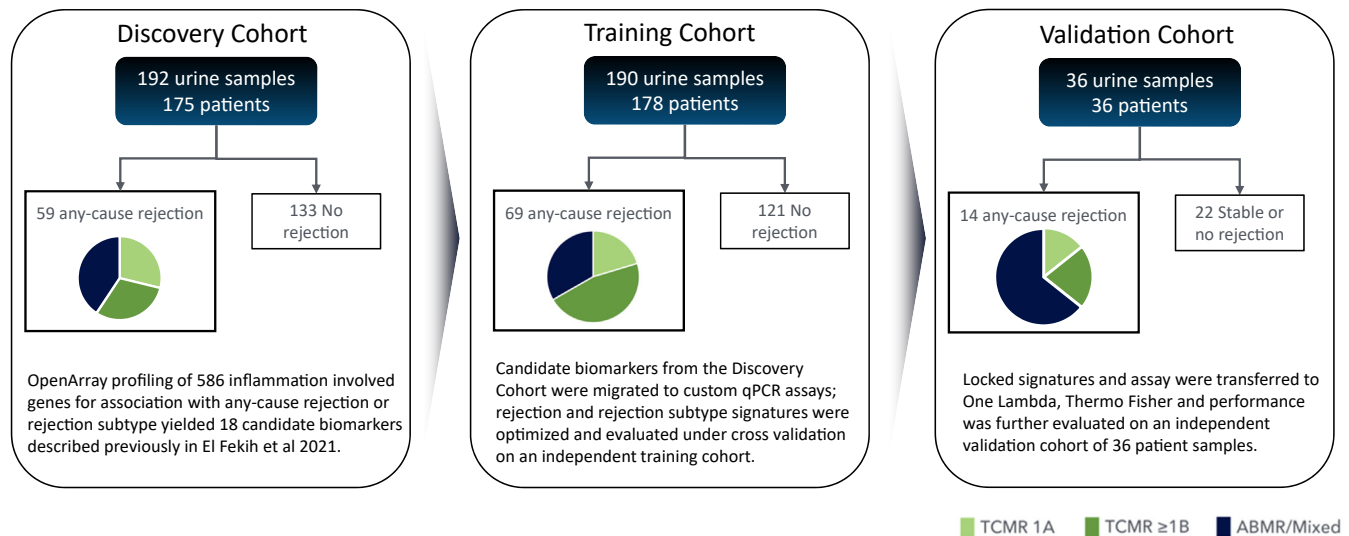 Discovery Cohort
192 urine samples
175 patients
59 any-cause rejection
133 No
rejection
OpenArray profiling of 586 inflammation involved
genes for association with any-cause rejection or
rejection subtype yielded 18 candidate biomarkers
described previously in El Fekih et al 2021.
Training Cohort
190 urine samples
178 patients
69 any-cause rejection
121 No
rejection
Candidate biomarkers from the Discovery
Cohort were migrated to custom qPCR assays;
rejection and rejection subtype signatures were
optimized and evaluated under cross validation
on an independent training cohort.
Validation Cohort
36 urine samples
36 patients
14 any-cause rejection
22 Stable or
no rejection
Locked signatures and assay were transferred to
One Lambda, Thermo Fisher and performance
was further evaluated on an independent
validation cohort of 36 patient samples.
TCMR 1A TCMR ≥1B ABMR/Mixed